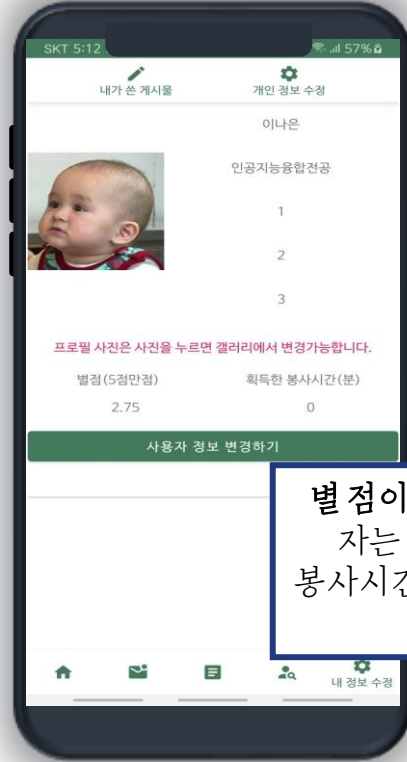 SKT 5:12
57%
내가 쓴 게시물
개인 정보 수정
이나은
인공지능융합전공
1
2
3
프로필 사진은 사진을 누르면 갤러리에서 변경가능합니다.
별점(5점만점)
획득한 봉사시간(분)
2.75
0
사용자 정보 변경하기
별점이
자는
봉사시간
내 정보 수정